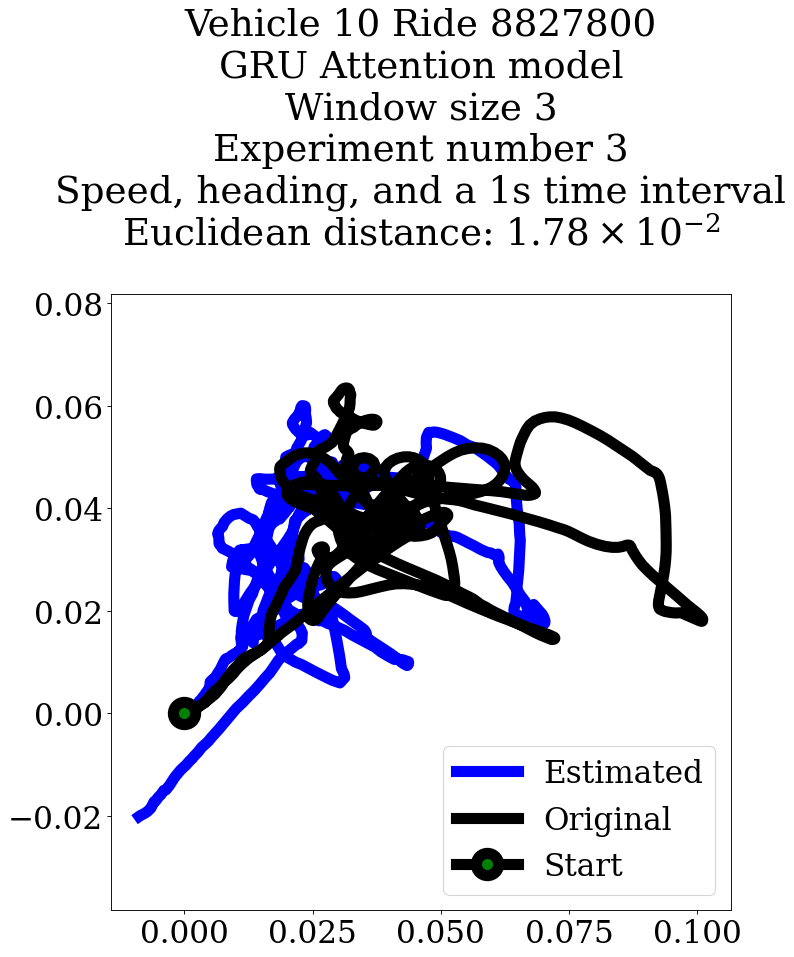 Vehicle 10 Ride 8827800
GRU Attention model
Window size 3
Experiment number 3
Speed, heading, and a 1s time interval
Euclidean distance: 1.78 × 10⁻²
0.08
0.06
0.04
0.02
0.00
−0.02
Estimated
Original
Start
0.000 0.025 0.050 0.075 0.100